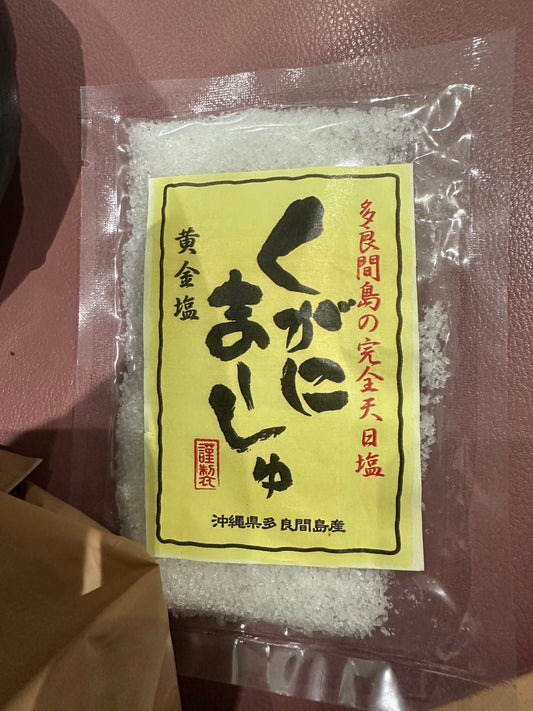 多良間島の完全天日塩
くがに
まーしゅ
黄金塩
謹製
沖縄県多良間島産